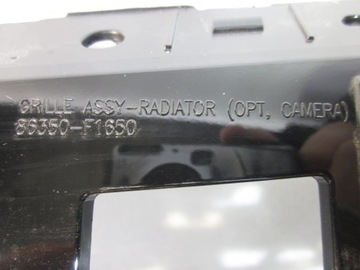 GRILLE ASSY-RADIATOR (OPT, CAMERA)
86350-F1650